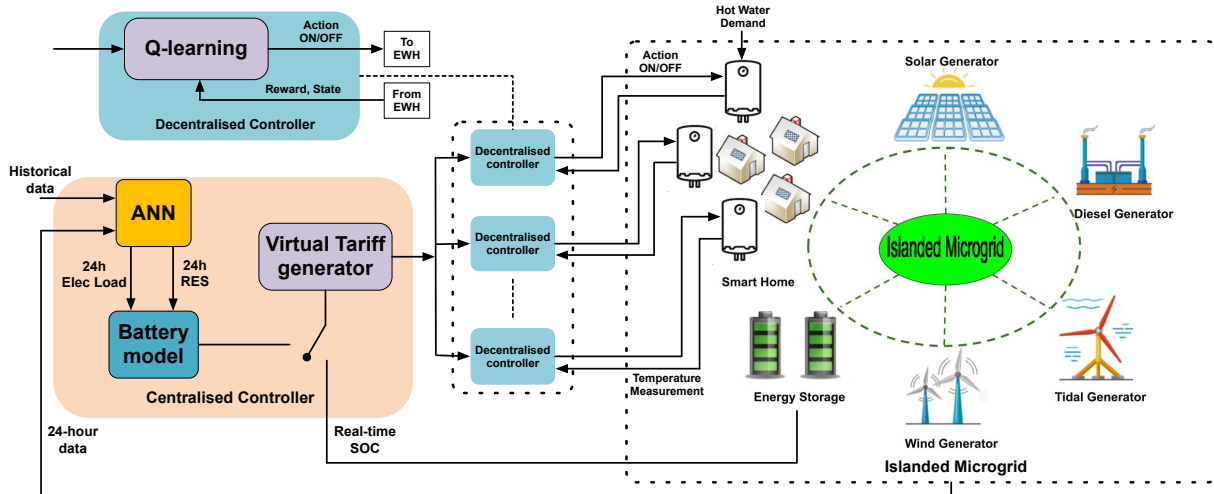 Q-learning
Action
ON/OFF
To
EWH
Reward, State
From
EWH
Decentralised Controller
Hot Water
Demand
Action
ON/OFF
Solar Generator
Decentralised
controller
Historical
data
ANN
Virtual Tariff
generator
Decentralised
controller
Diesel Generator
Islanded Microgrid
24h
Elec Load
24h
RES
Smart Home
Battery
model
Decentralised
controller
Centralised Controller
Temperature
Measurement
Energy Storage
Tidal Generator
24-hour
data
Real-time
SOC
Wind Generator
Islanded Microgrid